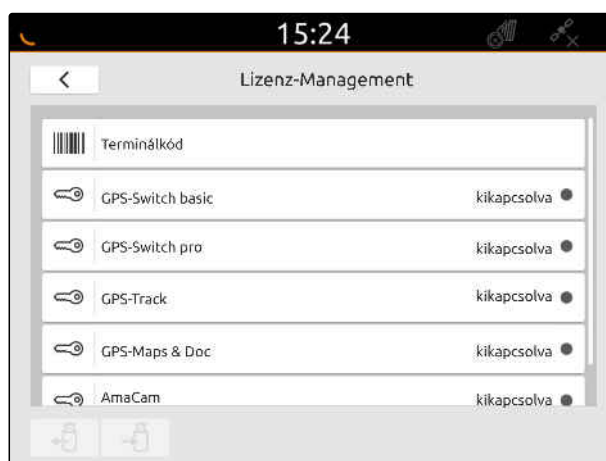 15:24
Lizenz-Management
Terminálkód
GPS-Switch basic kikapcsolva
GPS-Switch pro kikapcsolva
GPS-Track kikapcsolva
GPS-Maps & Doc kikapcsolva
AmaCam kikapcsolva